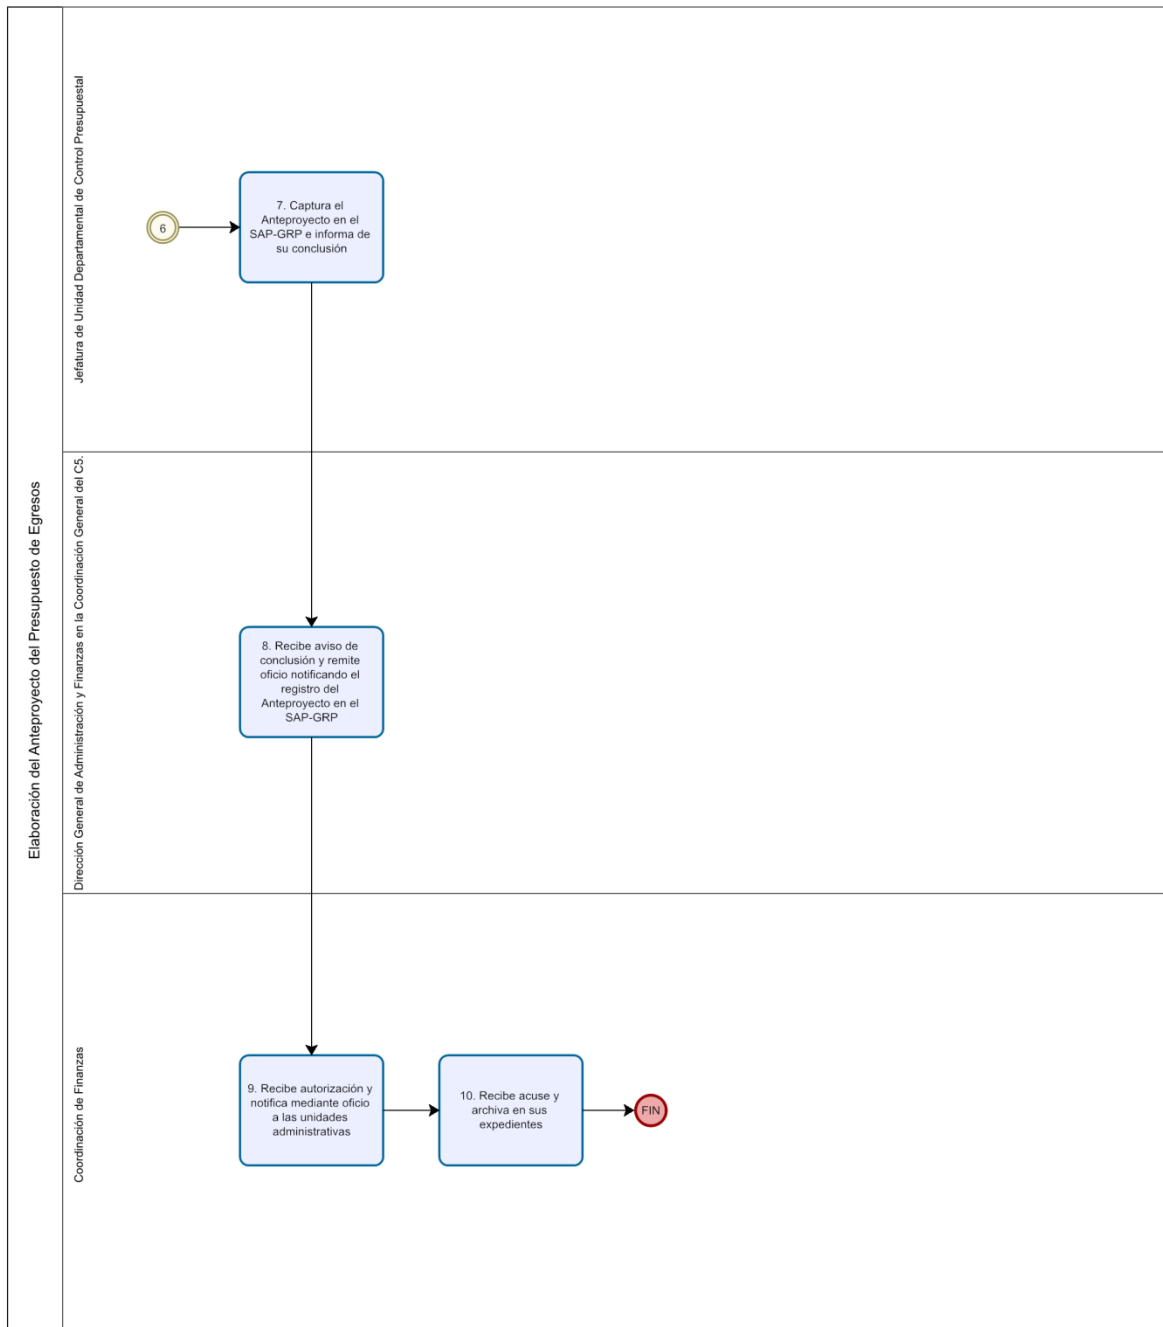 Elaboración del Anteproyecto del Presupuesto de Egresos
Jefatura de Unidad Departamental de Control Presupuestal
6
7. Captura el
Anteproyecto en el
SAP-GRP e informa de
su conclusión
Dirección General de Administración y Finanzas en la Coordinación General del C5.
8. Recibe aviso de
conclusión y remite
oficio notificando el
registro del
Anteproyecto en el
SAP-GRP
Coordinación de Finanzas
9. Recibe autorización y
notifica mediante oficio
a las unidades
administrativas
10. Recibe acuse y
archiva en sus
expedientes
FIN